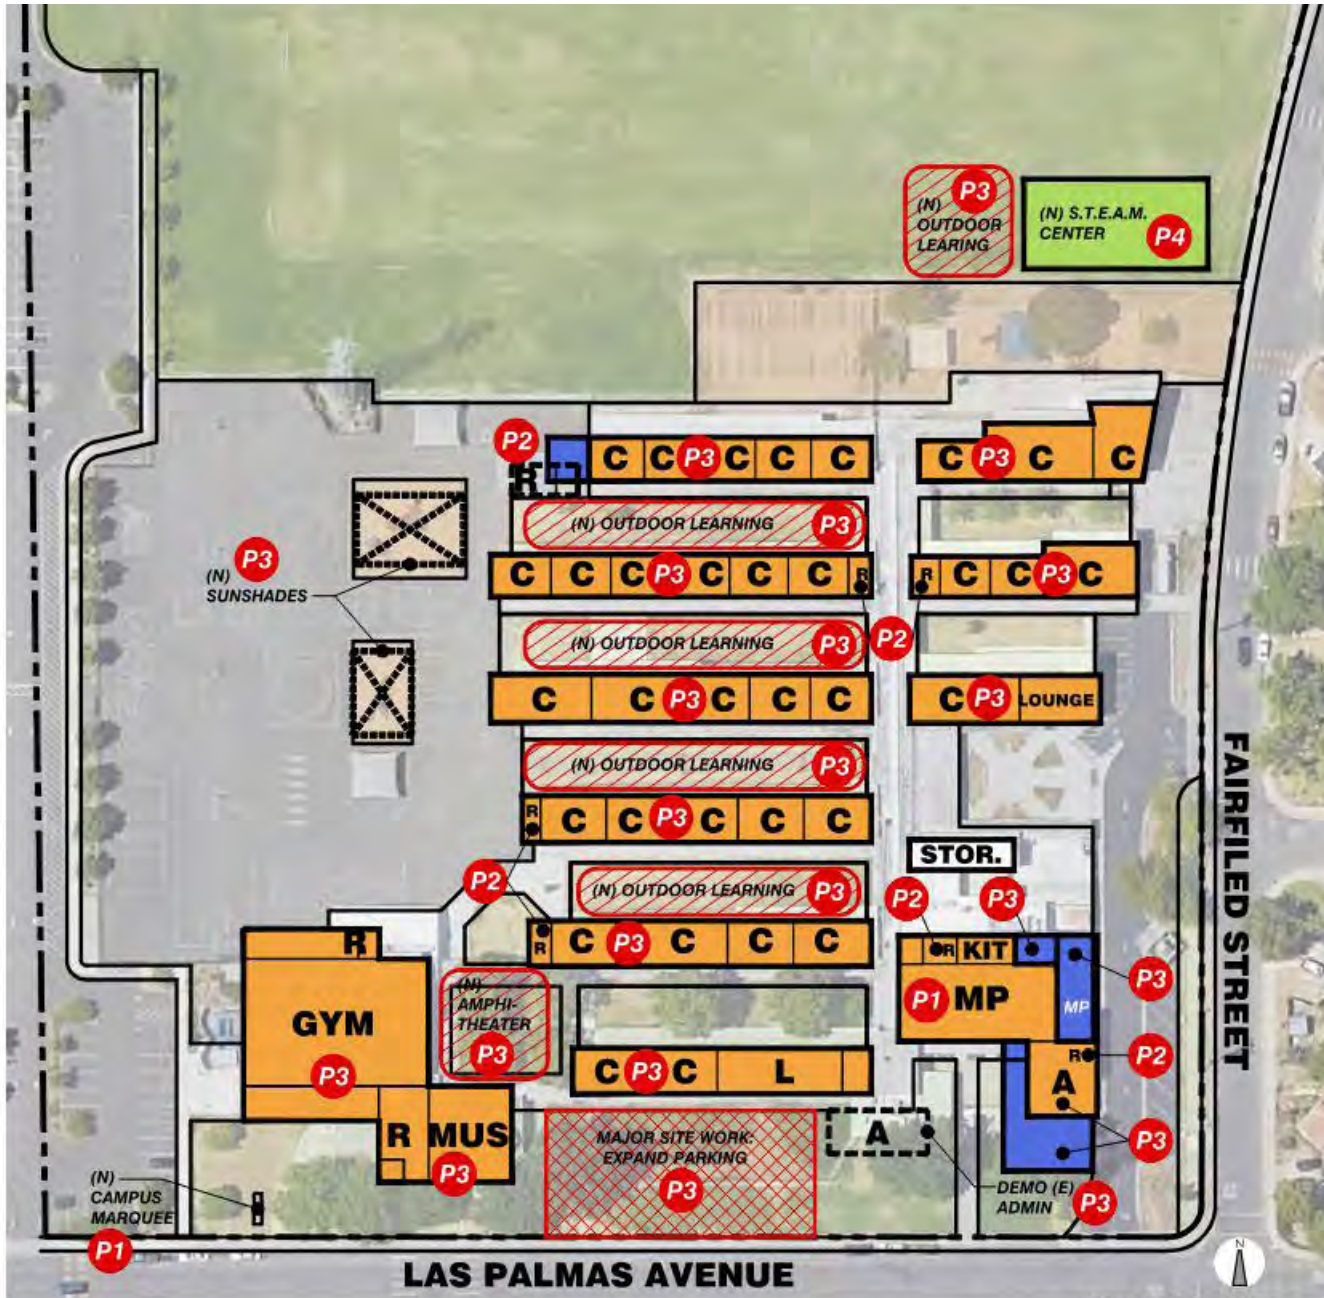 P3
(N)
OUTDOOR
LEARING
(N) S.T.E.A.M.
CENTER
P4
P2
R
C C P3 C C C
C P3 C C
(N) OUTDOOR LEARNING P3
P3
(N)
SUNSHADES
C C C P3 C C C R
R C C P3 C
(N) OUTDOOR LEARNING P3
P2
C C P3 C C C
C P3 LOUNGE
(N) OUTDOOR LEARNING P3
R C C P3 C C C
STOR.
P2
(N) OUTDOOR LEARNING P3
P2 P3
R C P3 C C C
R KIT
P3
R
GYM
P3
(N)
AMPHI-
THEATER
P3
P1 MP
MP
R P2
C P3 C L
A
P3
R MUS
P3
MAJOR SITE WORK:
EXPAND PARKING
P3
A
DEMO (E)
ADMIN
P3
(N)
CAMPUS
MARQUEE
P1
LAS PALMAS AVENUE
FAIRFILED STREET
N